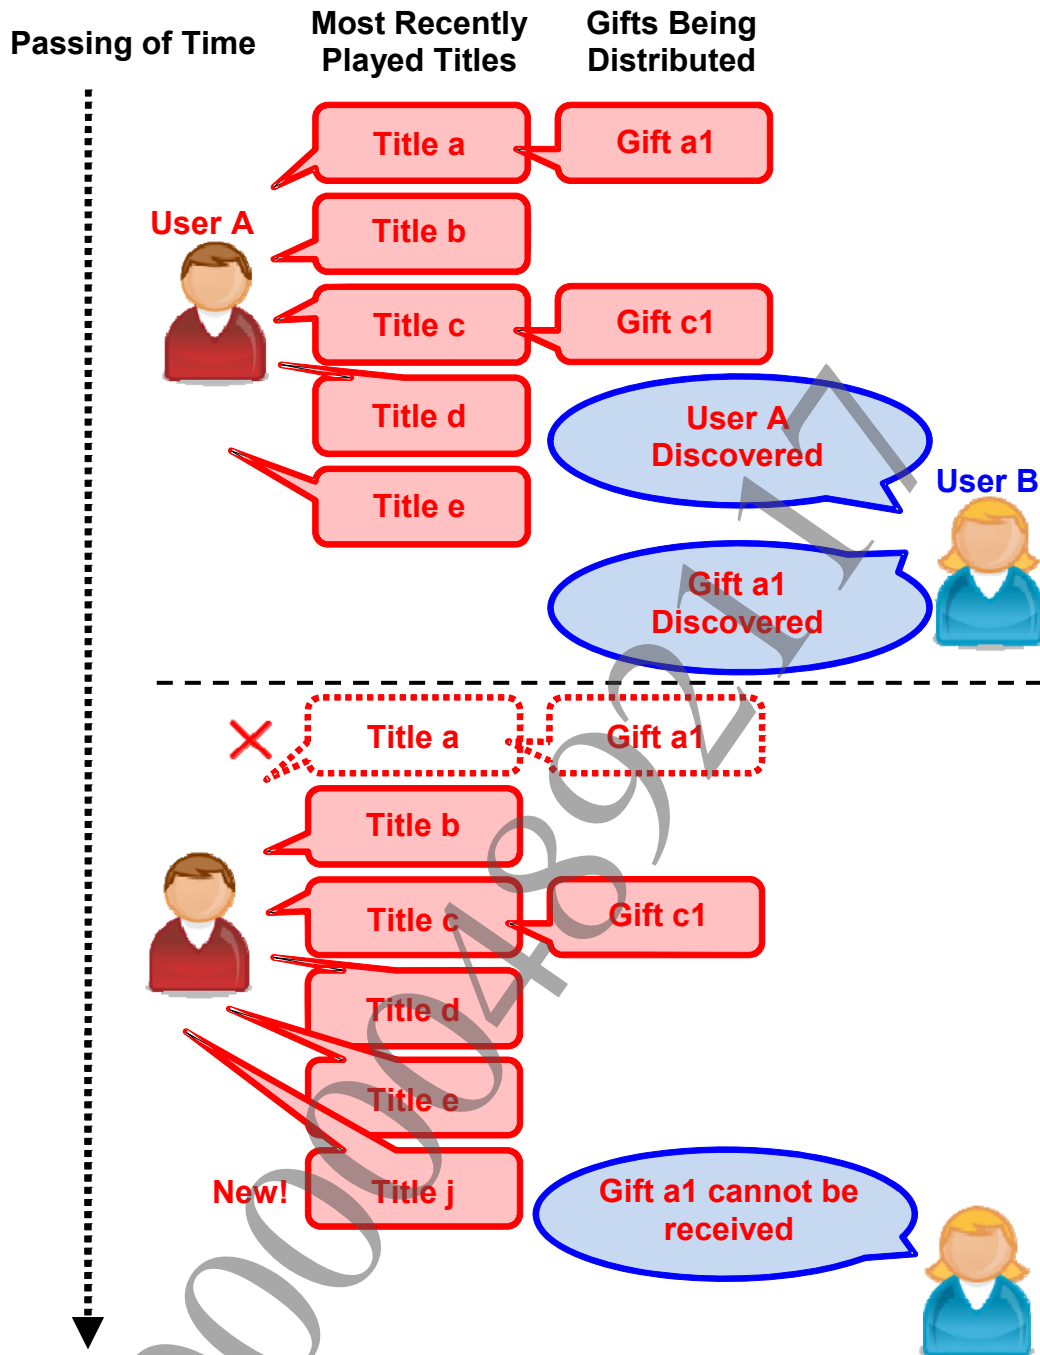 Passing of Time
Most Recently
Played Titles
Gifts Being
Distributed
Title a
Gift a1
User A
Title b
Title c
Gift c1
Title d
User A
Discovered
Title e
User B
Gift a1
Discovered
Title a
Gift a1
Title b
Title c
Gift c1
Title d
Title e
New!
Title j
Gift a1 cannot be
received